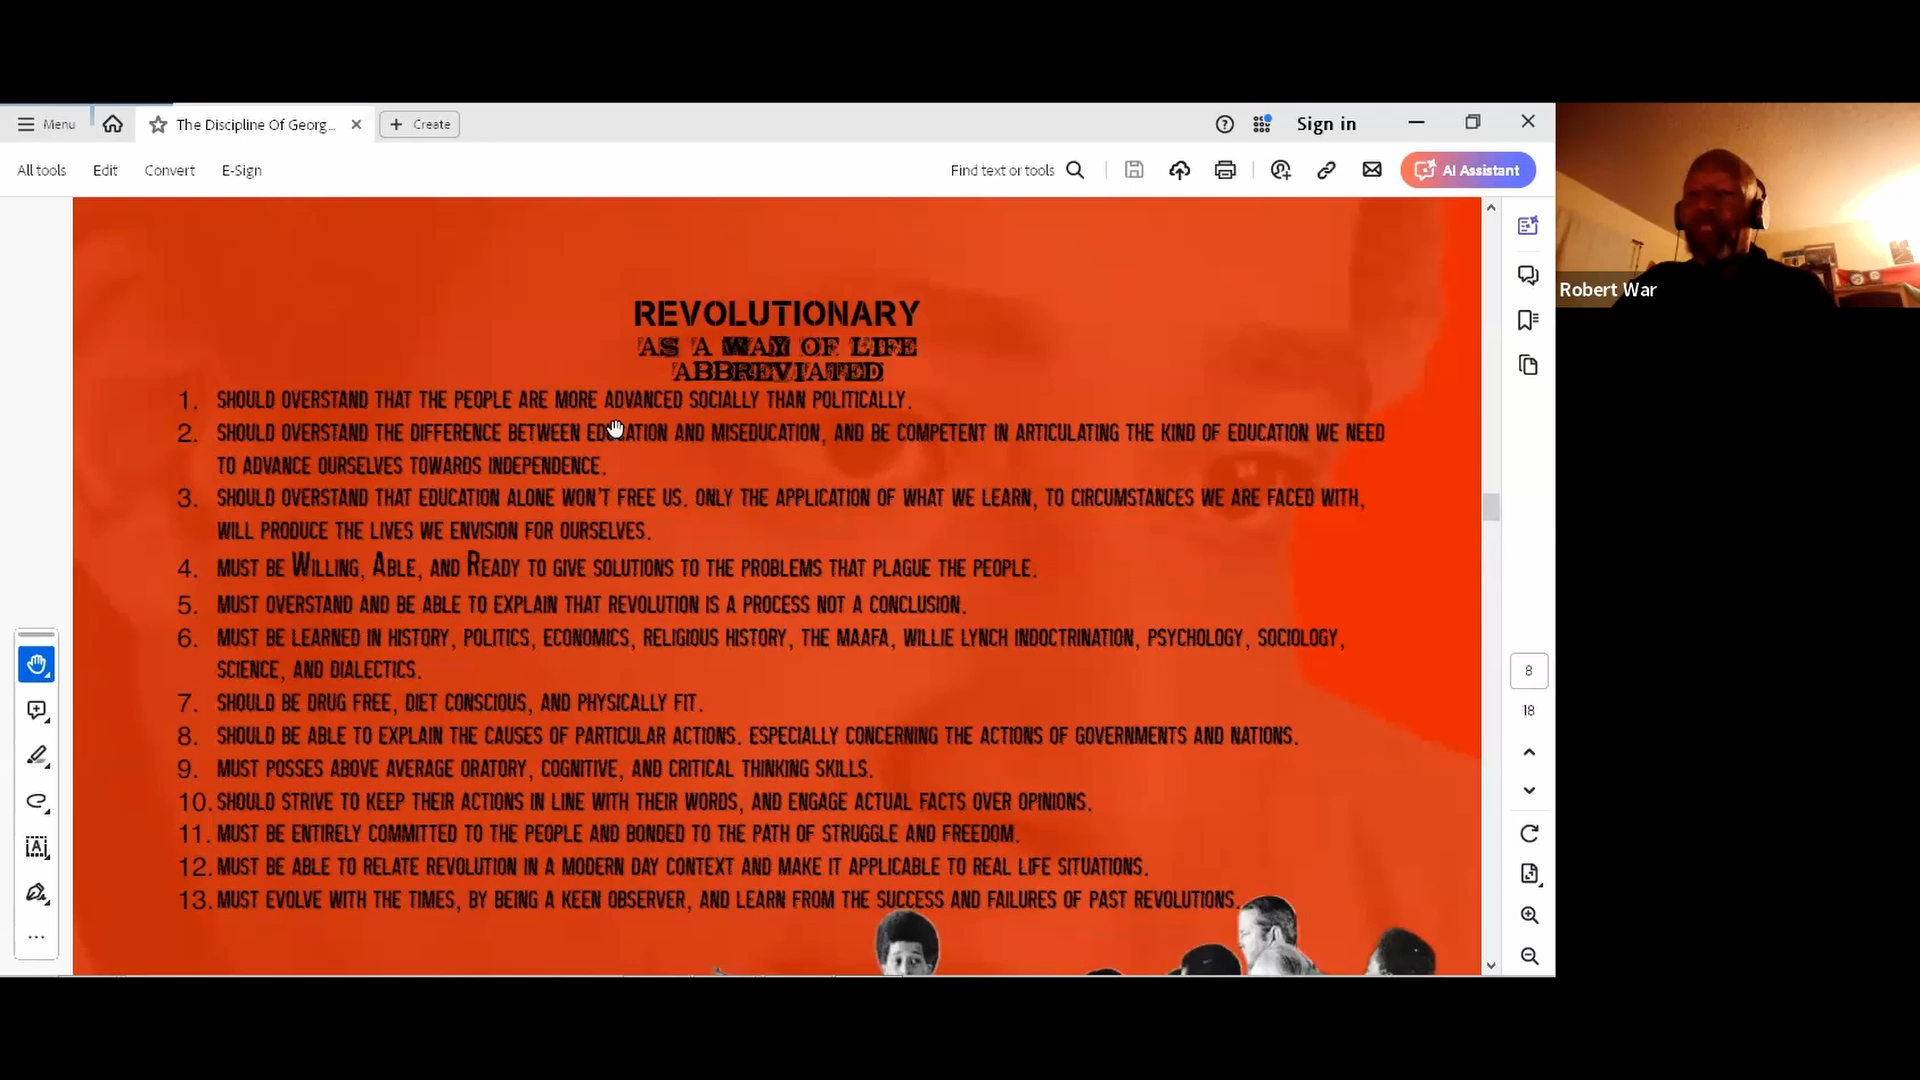 Menu
The Discipline Of Georg...
Create
Sign in
All tools
Edit
Convert
E-Sign
Find text or tools
AI Assistant
Robert War
REVOLUTIONARY
AS A WAY OF LIFE
ABBREVIATED
1. SHOULD OVERSTAND THAT THE PEOPLE ARE MORE ADVANCED SOCIALLY THAN POLITICALLY.
2. SHOULD OVERSTAND THE DIFFERENCE BETWEEN EDUCATION AND MISEDUCATION, AND BE COMPETENT IN ARTICULATING THE KIND OF EDUCATION WE NEED
TO ADVANCE OURSELVES TOWARDS INDEPENDENCE.
3. SHOULD OVERSTAND THAT EDUCATION ALONE WON'T FREE US. ONLY THE APPLICATION OF WHAT WE LEARN, TO CIRCUMSTANCES WE ARE FACED WITH,
WILL PRODUCE THE LIVES WE ENVISION FOR OURSELVES.
4. MUST BE WILLING, ABLE, AND READY TO GIVE SOLUTIONS TO THE PROBLEMS THAT PLAGUE THE PEOPLE.
5. MUST OVERSTAND AND BE ABLE TO EXPLAIN THAT REVOLUTION IS A PROCESS NOT A CONCLUSION.
6. MUST BE LEARNED IN HISTORY, POLITICS, ECONOMICS, RELIGIOUS HISTORY, THE MAAFA, WILLIE LYNCH INDOCTRINATION, PSYCHOLOGY, SOCIOLOGY,
SCIENCE, AND DIALECTICS.
7. SHOULD BE DRUG FREE, DIET CONSCIOUS, AND PHYSICALLY FIT.
8. SHOULD BE ABLE TO EXPLAIN THE CAUSES OF PARTICULAR ACTIONS. ESPECIALLY CONCERNING THE ACTIONS OF GOVERNMENTS AND NATIONS.
9. MUST POSSES ABOVE AVERAGE ORATORY, COGNITIVE, AND CRITICAL THINKING SKILLS.
10. SHOULD STRIVE TO KEEP THEIR ACTIONS IN LINE WITH THEIR WORDS, AND ENGAGE ACTUAL FACTS OVER OPINIONS.
11. MUST BE ENTIRELY COMMITTED TO THE PEOPLE AND BONDED TO THE PATH OF STRUGGLE AND FREEDOM.
12. MUST BE ABLE TO RELATE REVOLUTION IN A MODERN DAY CONTEXT AND MAKE IT APPLICABLE TO REAL LIFE SITUATIONS.
13. MUST EVOLVE WITH THE TIMES, BY BEING A KEEN OBSERVER, AND LEARN FROM THE SUCCESS AND FAILURES OF PAST REVOLUTIONS.
8
18